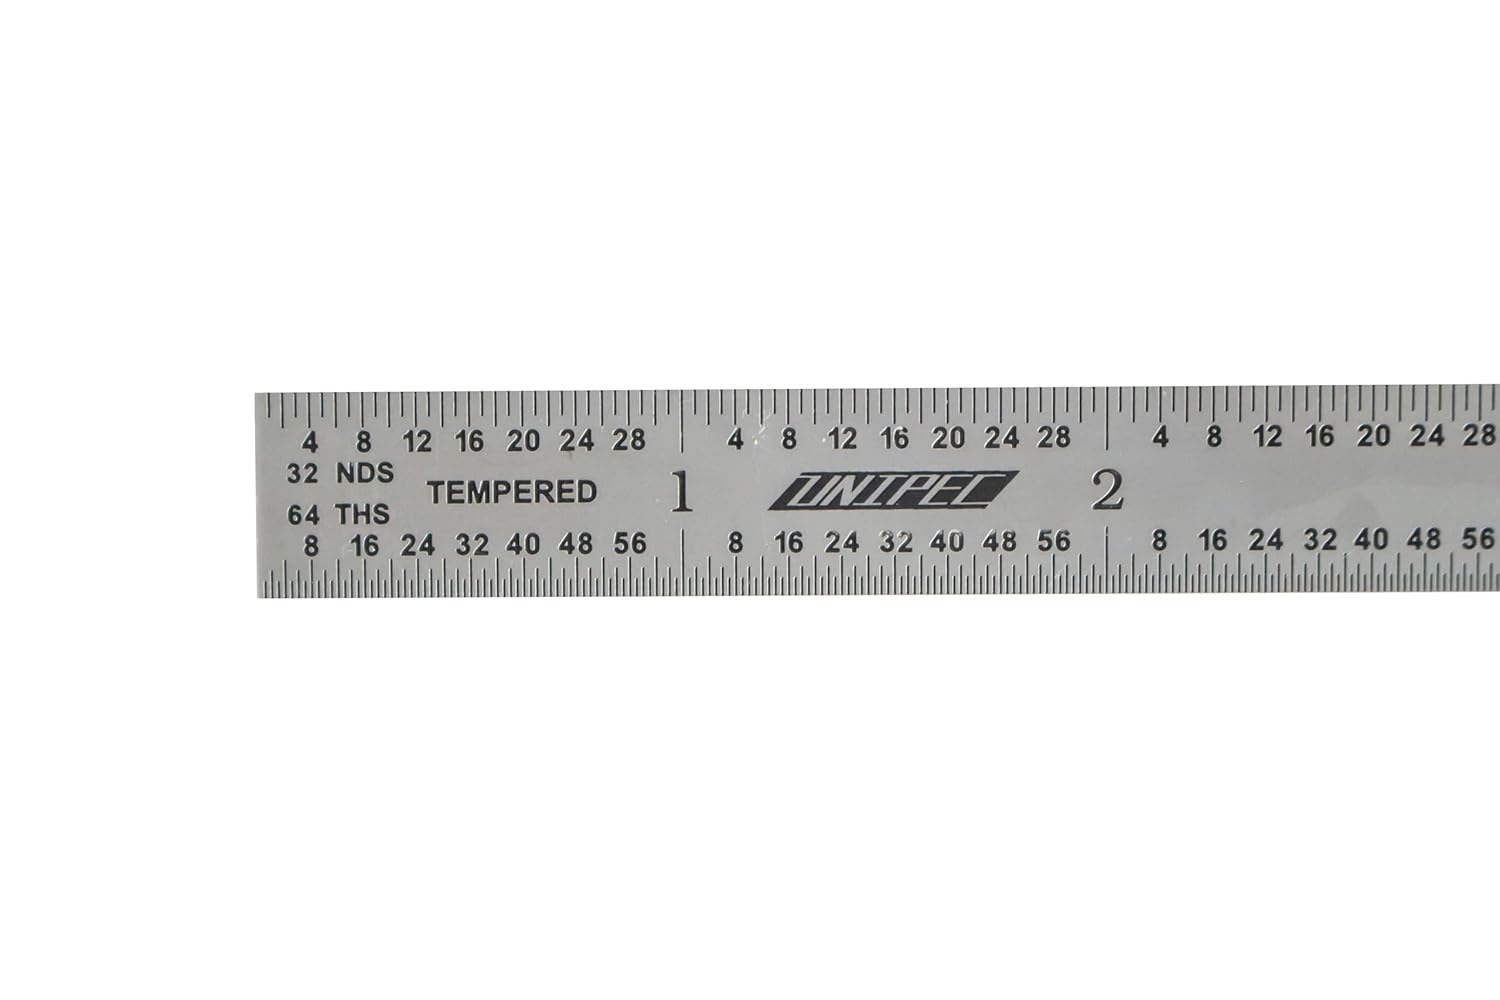 4 8 12 16 20 24 28 4 8 12 16 20 24 28 4 8 12 16 20 24 28
32 NDS
TEMPERED 1 UNIPEC 2
64 THS
8 16 24 32 40 48 56 8 16 24 32 40 48 56 8 16 24 32 40 48 56